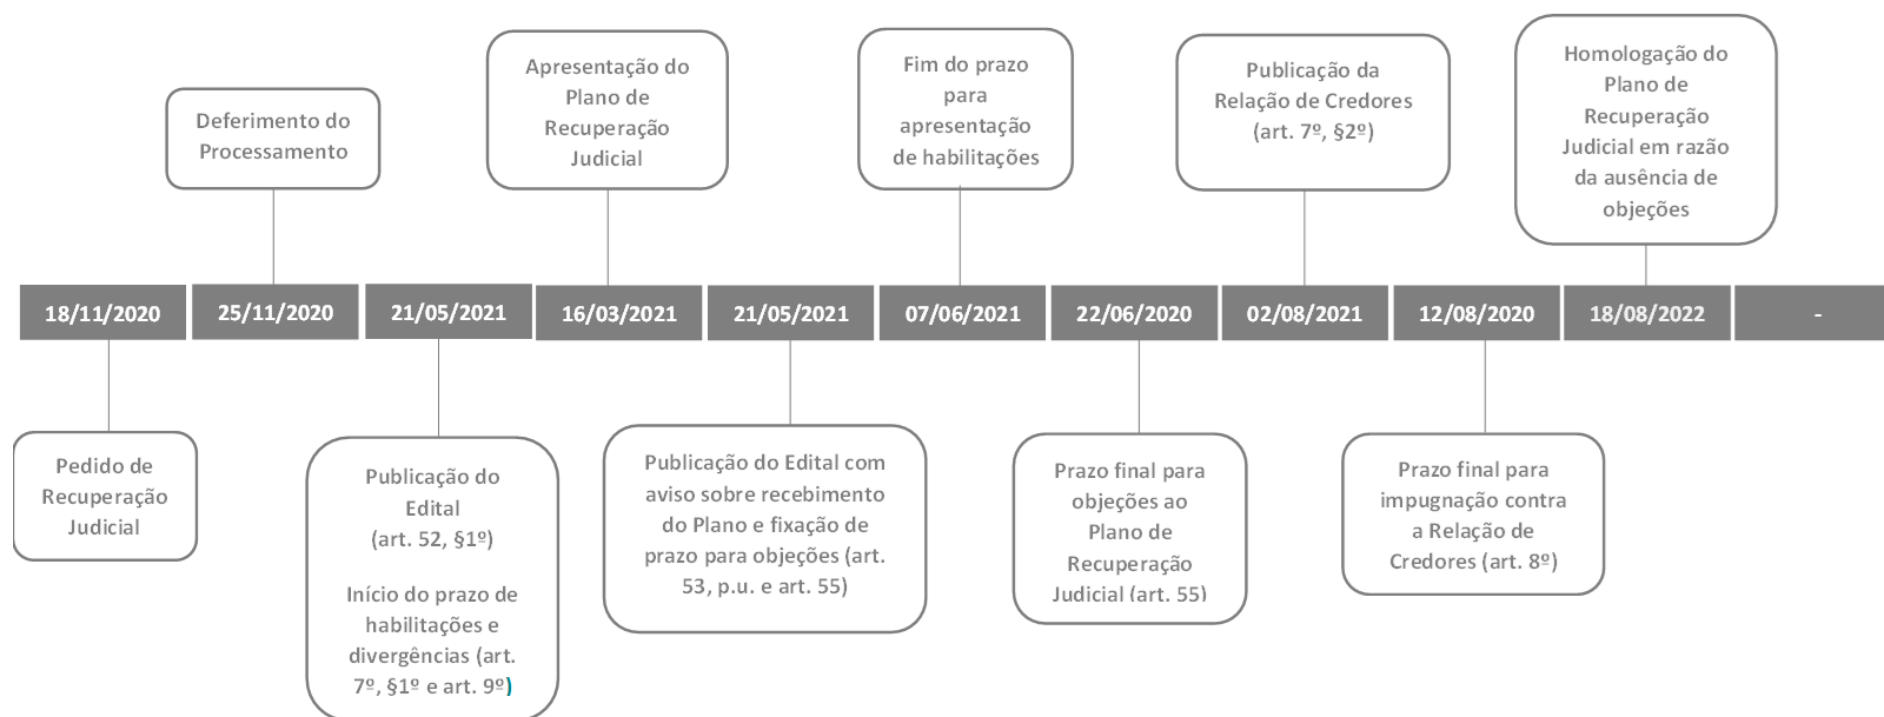 Deferimento do
Processamento
Apresentação do
Plano de
Recuperação
Judicial
Fim do prazo
para
apresentação
de habilitações
Publicação da
Relação de Credores
(art. 7º, §2º)
Homologação do
Plano de
Recuperação
Judicial em razão
da ausência de
objeções
18/11/2020
25/11/2020
21/05/2021
16/03/2021
21/05/2021
07/06/2021
22/06/2020
02/08/2021
12/08/2020
18/08/2022
-
Pedido de
Recuperação
Judicial
Publicação do
Edital
(art. 52, §1º)
Início do prazo de
habilitações e
divergências (art.
7º, §1º e art. 9º)
Publicação do Edital com
aviso sobre recebimento
do Plano e fixação de
prazo para objeções (art.
53, p.u. e art. 55)
Prazo final para
objeções ao
Plano de
Recuperação
Judicial (art. 55)
Prazo final para
impugnação contra
a Relação de
Credores (art. 8º)